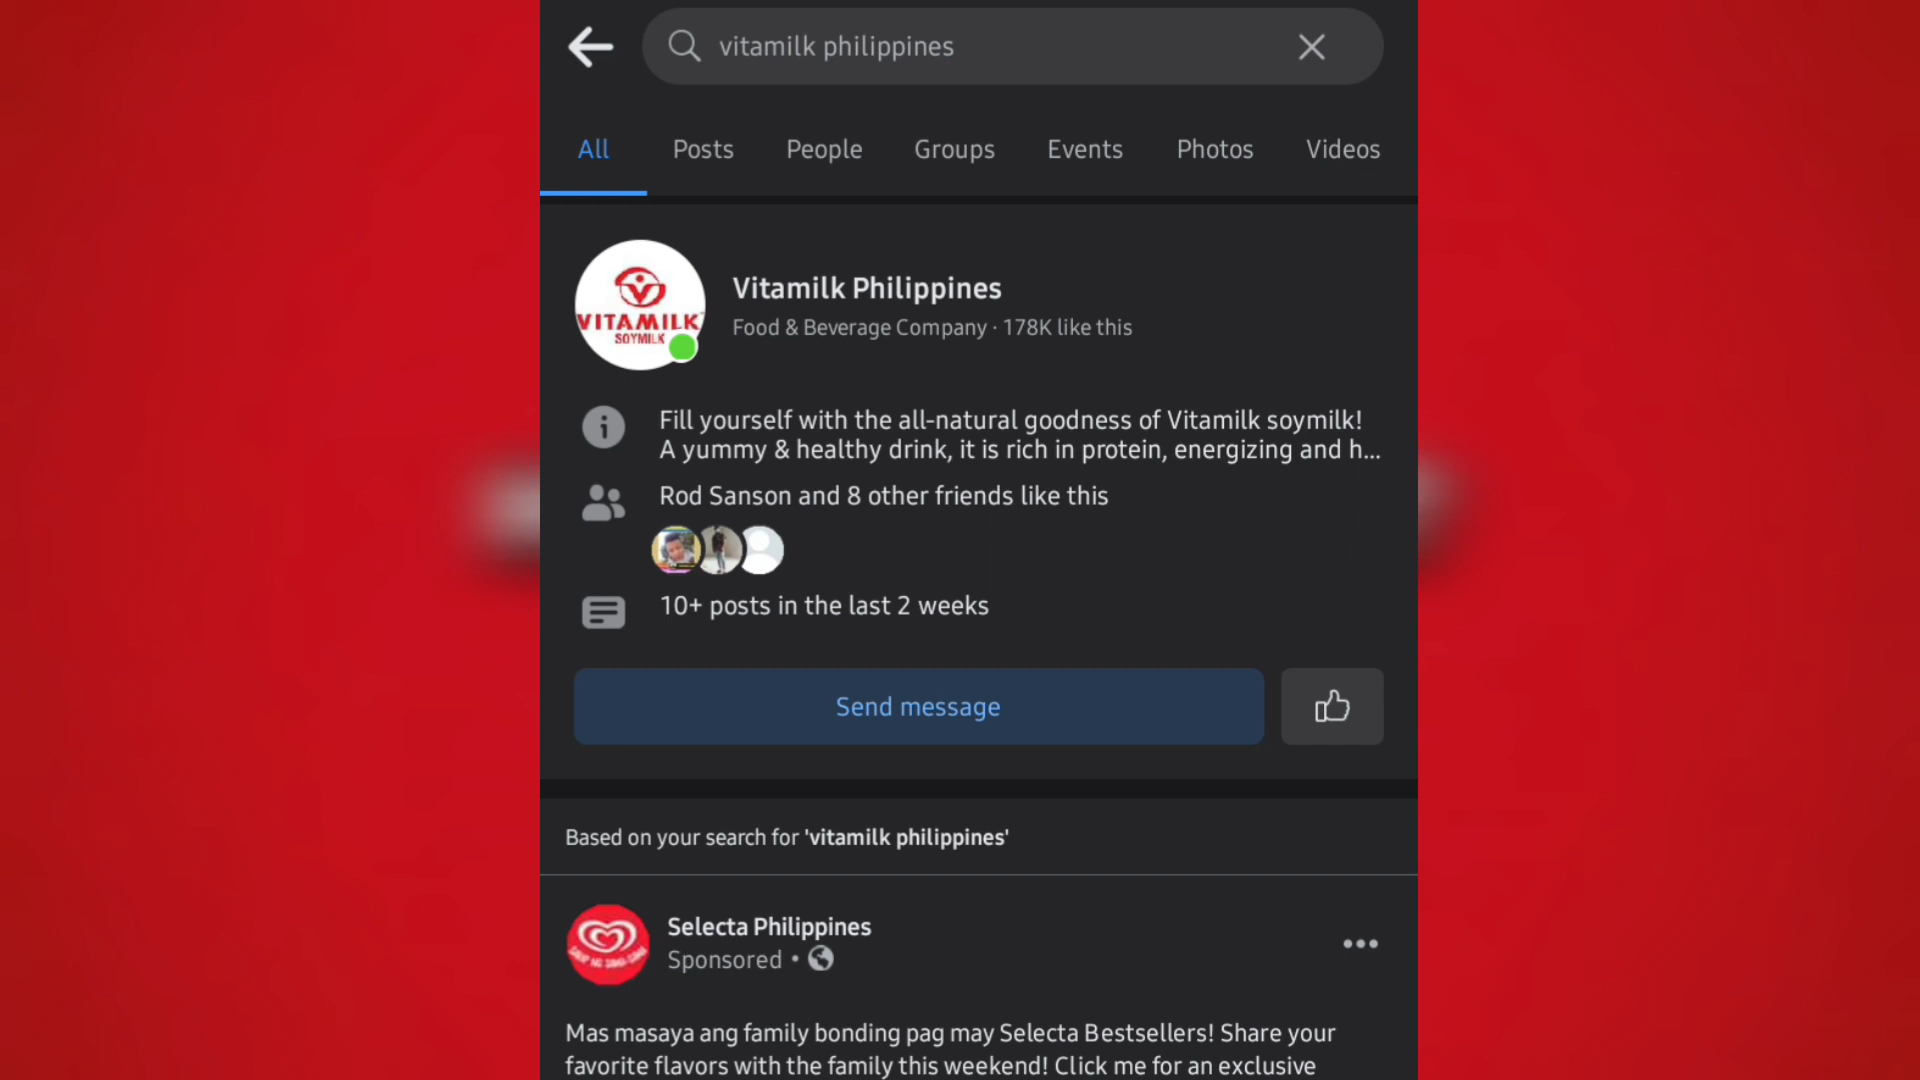 vitamilk philippines
All Posts People Groups Events Photos Videos
VITAMILK
SOYMILK
Vitamilk Philippines
Food & Beverage Company · 178K like this
Fill yourself with the all-natural goodness of Vitamilk soymilk!
A yummy & healthy drink, it is rich in protein, energizing and h...
Rod Sanson and 8 other friends like this
10+ posts in the last 2 weeks
Send message
Based on your search for 'vitamilk philippines'
Selecta Philippines
Sponsored •
Mas masaya ang family bonding pag may Selecta Bestsellers! Share your
favorite flavors with the family this weekend! Click me for an exclusive